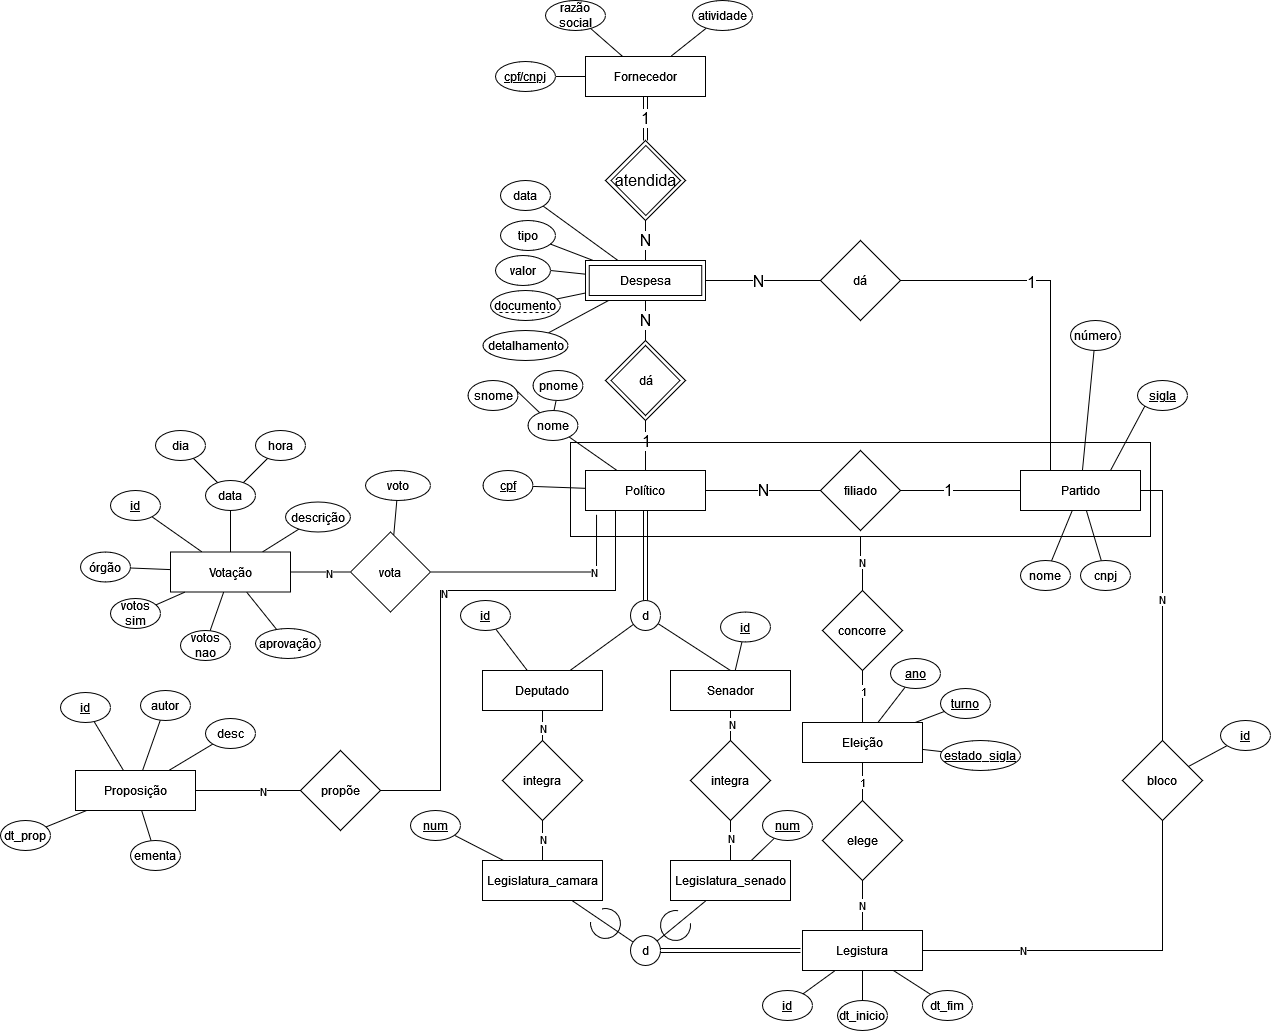 razão
social
atividade
cpf/cnpj
Fornecedor
1
atendida
N
data
tipo
valor
documento
detalhamento
Despesa
N
dá
1
N
dá
1
número
sigla
snome
pnome
nome
cpf
Político
N
filiado
1
Partido
nome
cnpj
dia
hora
data
id
descrição
órgão
Votação
votos
sim
votos
nao
aprovação
N
vota
voto
N
N
d
id
Deputado
id
Senador
N
concorre
1
ano
turno
estado_sigla
Eleição
N
bloco
id
id
autor
desc
Proposição
dt_prop
ementa
N
propõe
N
integra
N
N
integra
N
1
elege
N
num
Legislatura_camara
num
Legislatura_senado
d
Legistura
N
id
dt_inicio
dt_fim